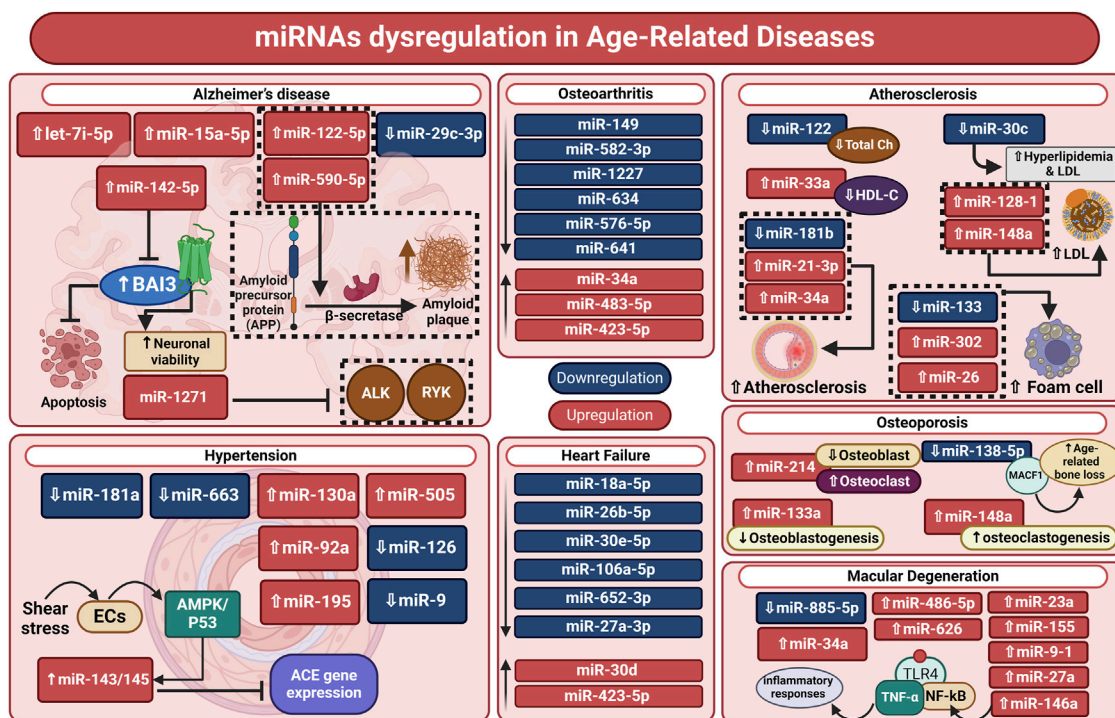 miRNAs dysregulation in Age-Related Diseases
Alzheimer's disease
⇧let-7i-5p
⇧miR-15a-5p
⇧miR-122-5p
⇩miR-29c-3p
⇧miR-142-5p
⇧miR-590-5p
↑BAI3
Amyloid
precursor
protein
(APP)
β-secretase
Amyloid
plaque
↑
Neuronal
viability
Apoptosis
miR-1271
ALK
RYK
Osteoarthritis
miR-149
miR-582-3p
miR-1227
miR-634
miR-576-5p
miR-641
miR-34a
miR-483-5p
miR-423-5p
Downregulation
Upregulation
Atherosclerosis
⇩miR-122
⇩Total Ch
⇩miR-30c
⇧Hyperlipidemia
& LDL
⇧miR-33a
⇩HDL-C
⇧miR-128-1
⇧miR-148a
⇧LDL
⇩miR-181b
⇧miR-21-3p
⇧miR-34a
⇧Atherosclerosis
⇩miR-133
⇧miR-302
⇧miR-26
⇧ Foam cell
Hypertension
⇩miR-181a
⇩miR-663
⇧miR-130a
⇧miR-505
⇧miR-92a
⇩miR-126
⇧miR-195
⇩miR-9
Shear
stress
ECs
AMPK/
P53
↑miR-143/145
ACE gene
expression
Heart Failure
miR-18a-5p
miR-26b-5p
miR-30e-5p
miR-106a-5p
miR-652-3p
miR-27a-3p
miR-30d
miR-423-5p
Osteoporosis
⇧miR-214
⇩Osteoblast
⇧Osteoclast
⇩miR-138-5p
MACF1
↑Age-
related
bone loss
⇧miR-133a
↓Osteoblastogenesis
⇧miR-148a
↑osteoclastogenesis
Macular Degeneration
⇩miR-885-5p
⇧miR-34a
⇧miR-486-5p
⇧miR-626
⇧miR-23a
⇧miR-155
⇧miR-9-1
⇧miR-27a
⇧miR-146a
Inflammatory
responses
TLR4
TNF-α
NF-kB